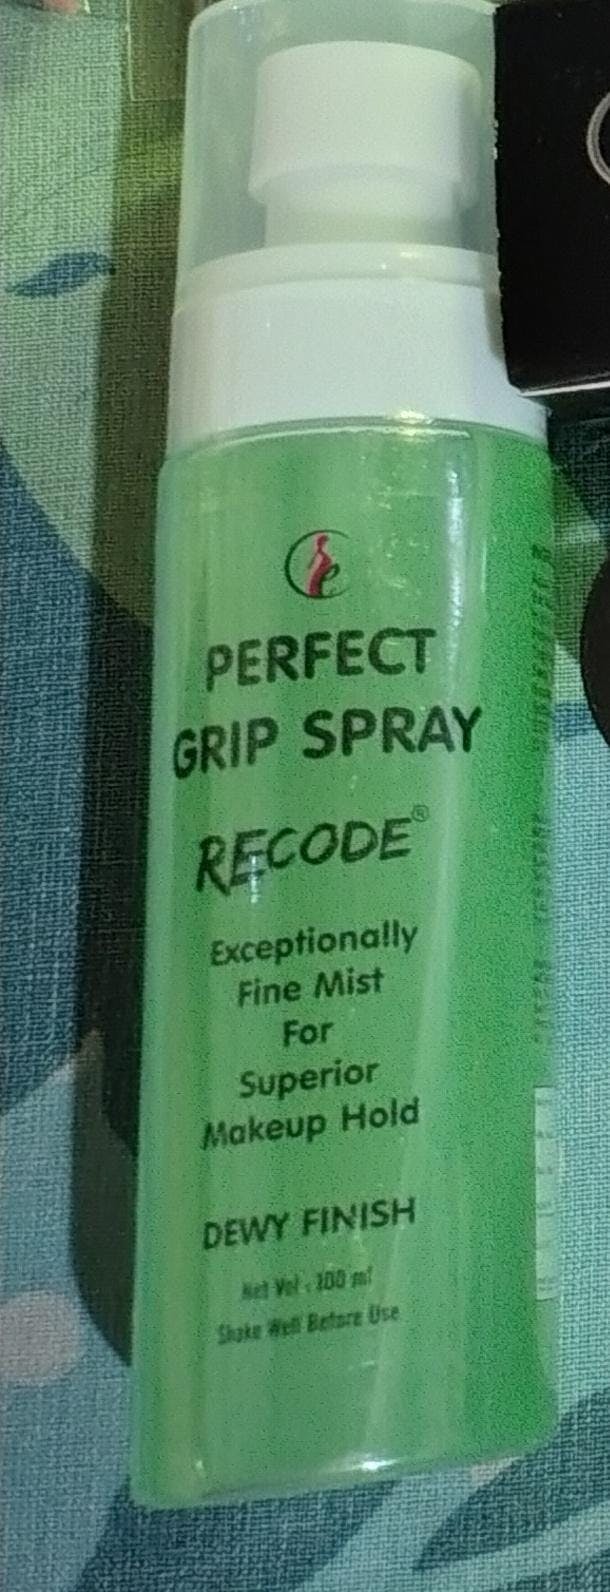 PERFECT
GRIP SPRAY
RECODE®
Exceptionally
Fine Mist
For
Superior
Makeup Hold
DEWY FINISH
Net Vol . 100 ml
Shake Well Before Use